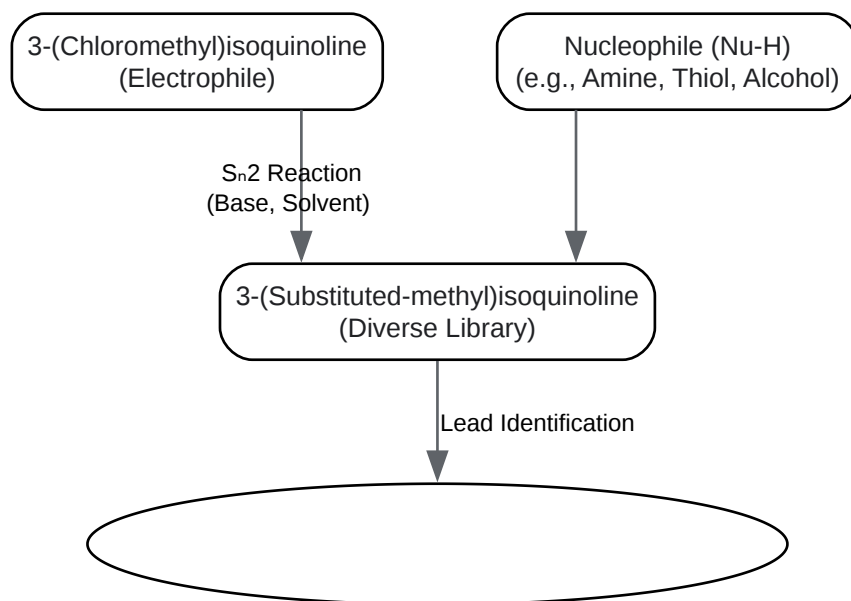 3-(Chloromethyl)isoquinoline
(Electrophile)
Nucleophile (Nu-H)
(e.g., Amine, Thiol, Alcohol)
Sₙ2 Reaction
(Base, Solvent)
3-(Substituted-methyl)isoquinoline
(Diverse Library)
Lead Identification